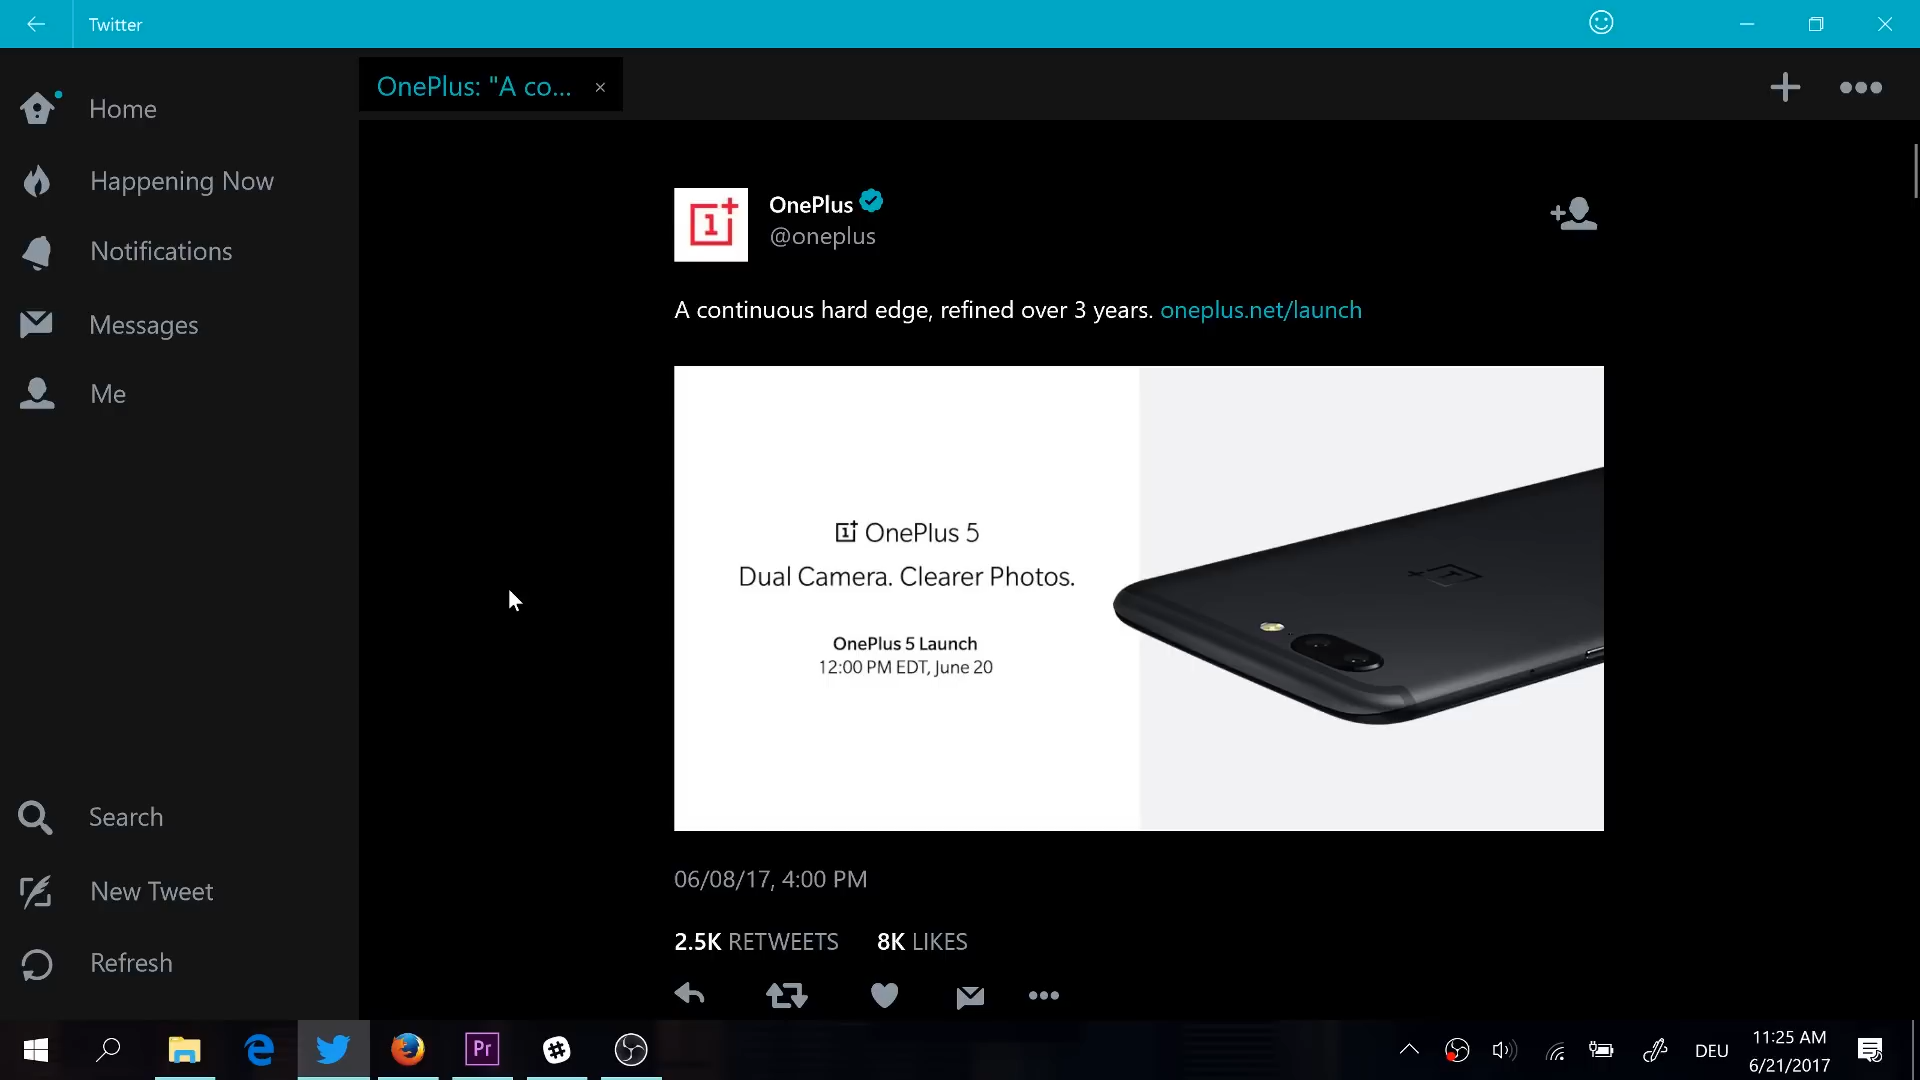 Twitter
Home
Happening Now
Notifications
Messages
Me
Search
New Tweet
Refresh
OnePlus: "A co...
OnePlus
@oneplus
A continuous hard edge, refined over 3 years. oneplus.net/launch
OnePlus 5
Dual Camera. Clearer Photos.
OnePlus 5 Launch
12:00 PM EDT, June 20
06/08/17, 4:00 PM
2.5K RETWEETS 8K LIKES
Pr
DEU
11:25 AM
6/21/2017